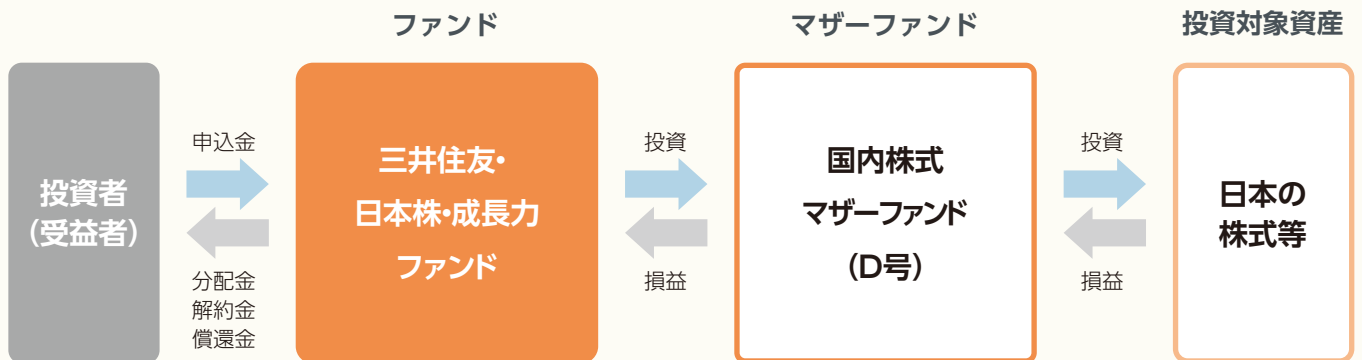 ファンド
マザーファンド
投資対象資産
投資者
（受益者）
申込金
分配金
解約金
償還金
三井住友・
日本株・成長力
ファンド
投資
損益
国内株式
マザーファンド
（D号）
投資
損益
日本の
株式等